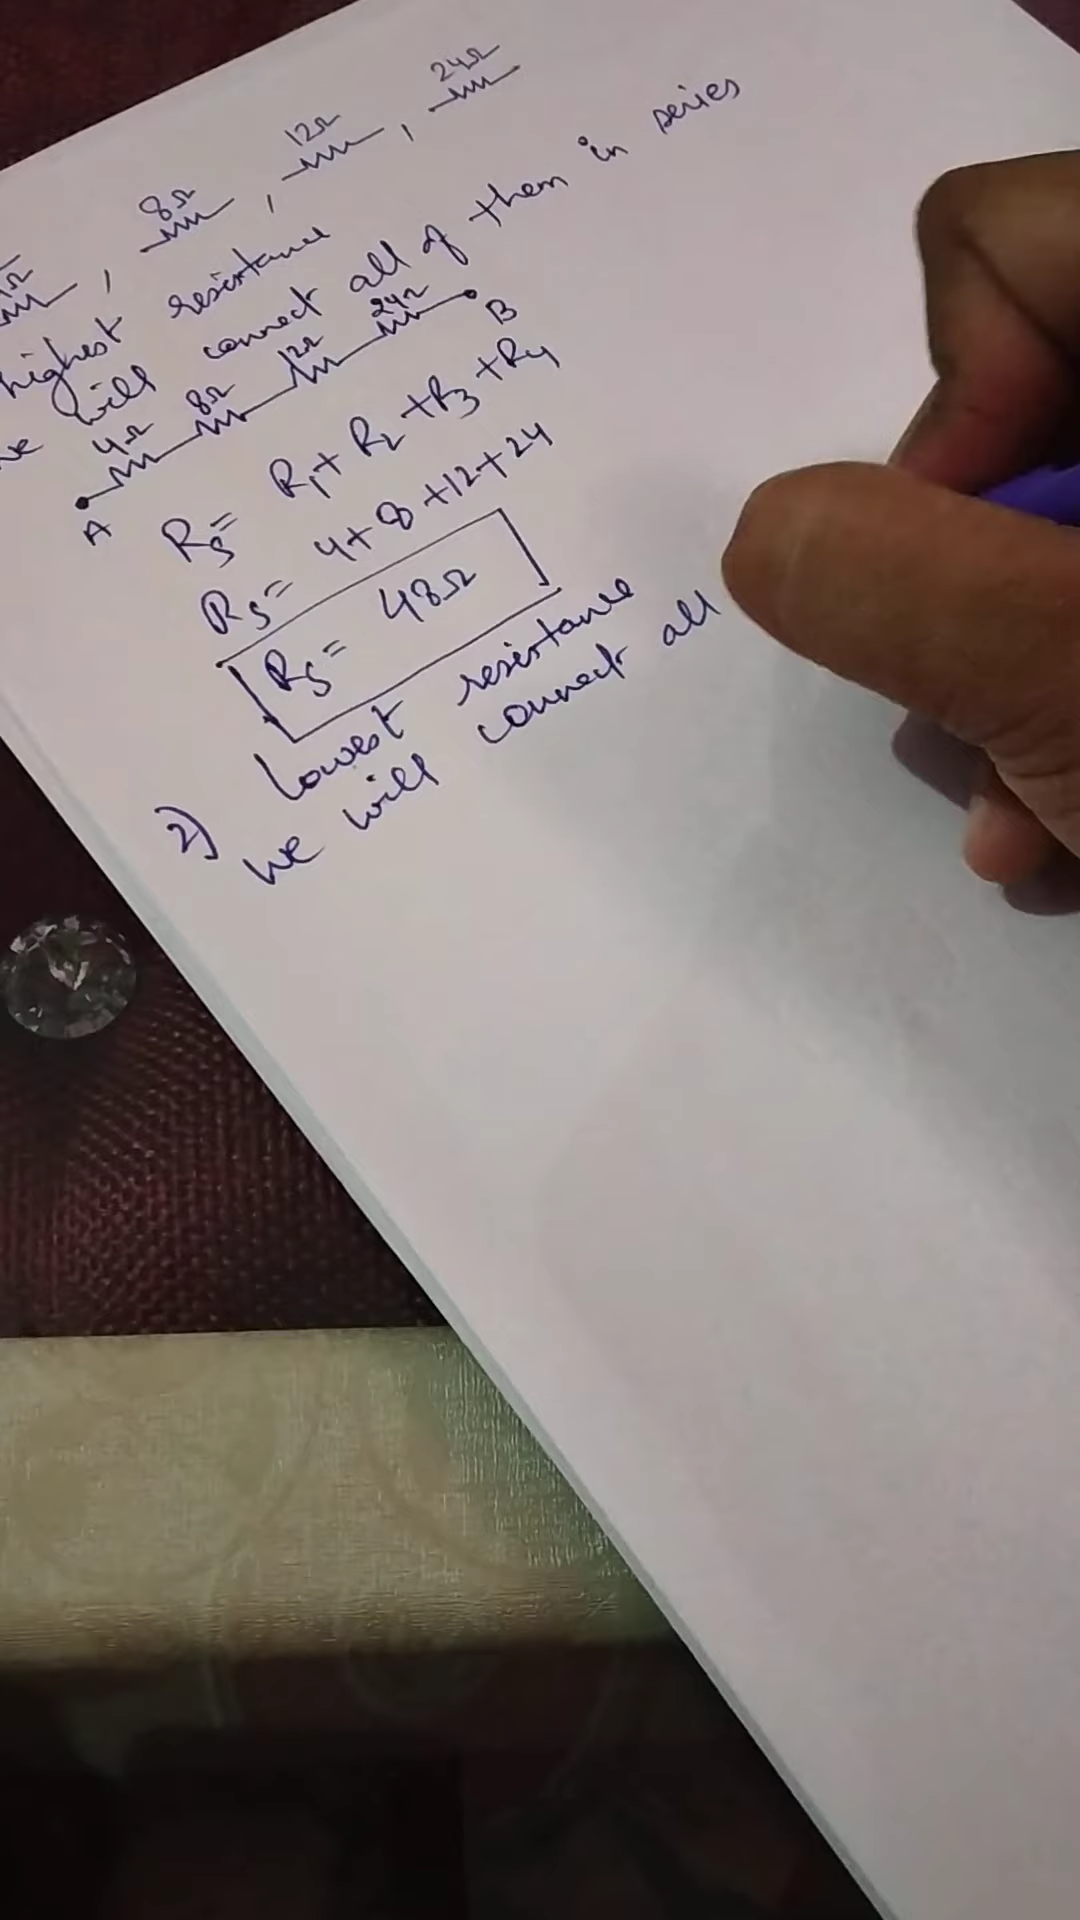 8Ω , 12Ω , 24Ω
highest resistance
we will connect all of them in series
4Ω 8Ω 12Ω 24Ω
A B
Rs= R1+ R2 +R3 +R4
Rs= 4+ 8 +12+24
Rs= 48Ω
2) Lowest resistance
we will connect all